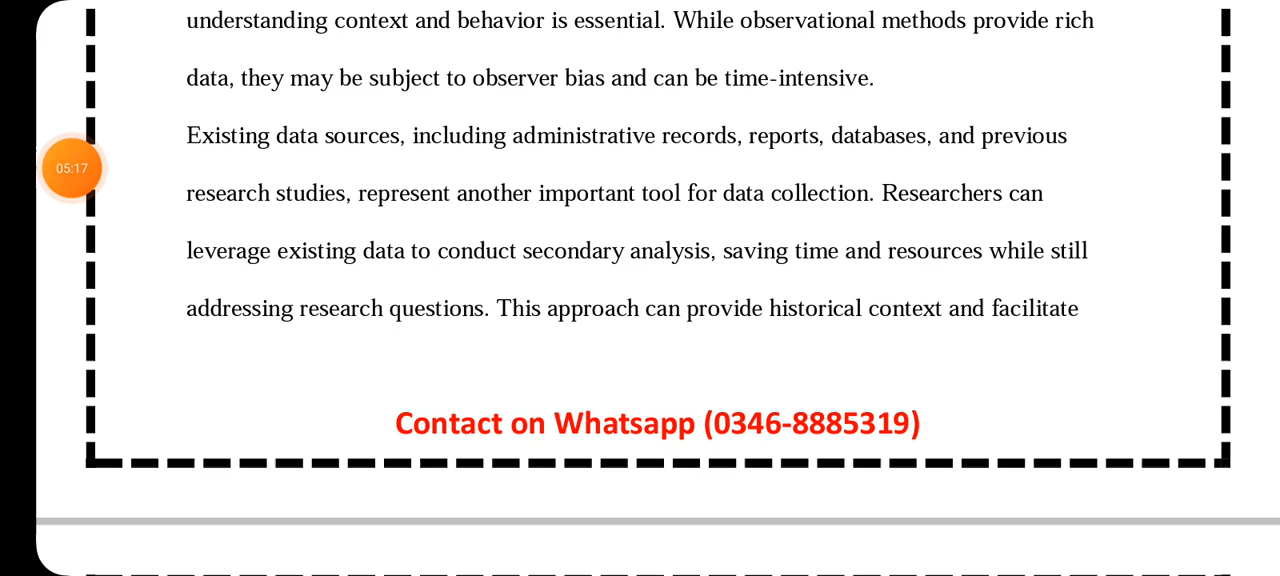 understanding context and behavior is essential. While observational methods provide rich
data, they may be subject to observer bias and can be time-intensive.
Existing data sources, including administrative records, reports, databases, and previous
05:17
research studies, represent another important tool for data collection. Researchers can
leverage existing data to conduct secondary analysis, saving time and resources while still
addressing research questions. This approach can provide historical context and facilitate
Contact on Whatsapp (0346-8885319)